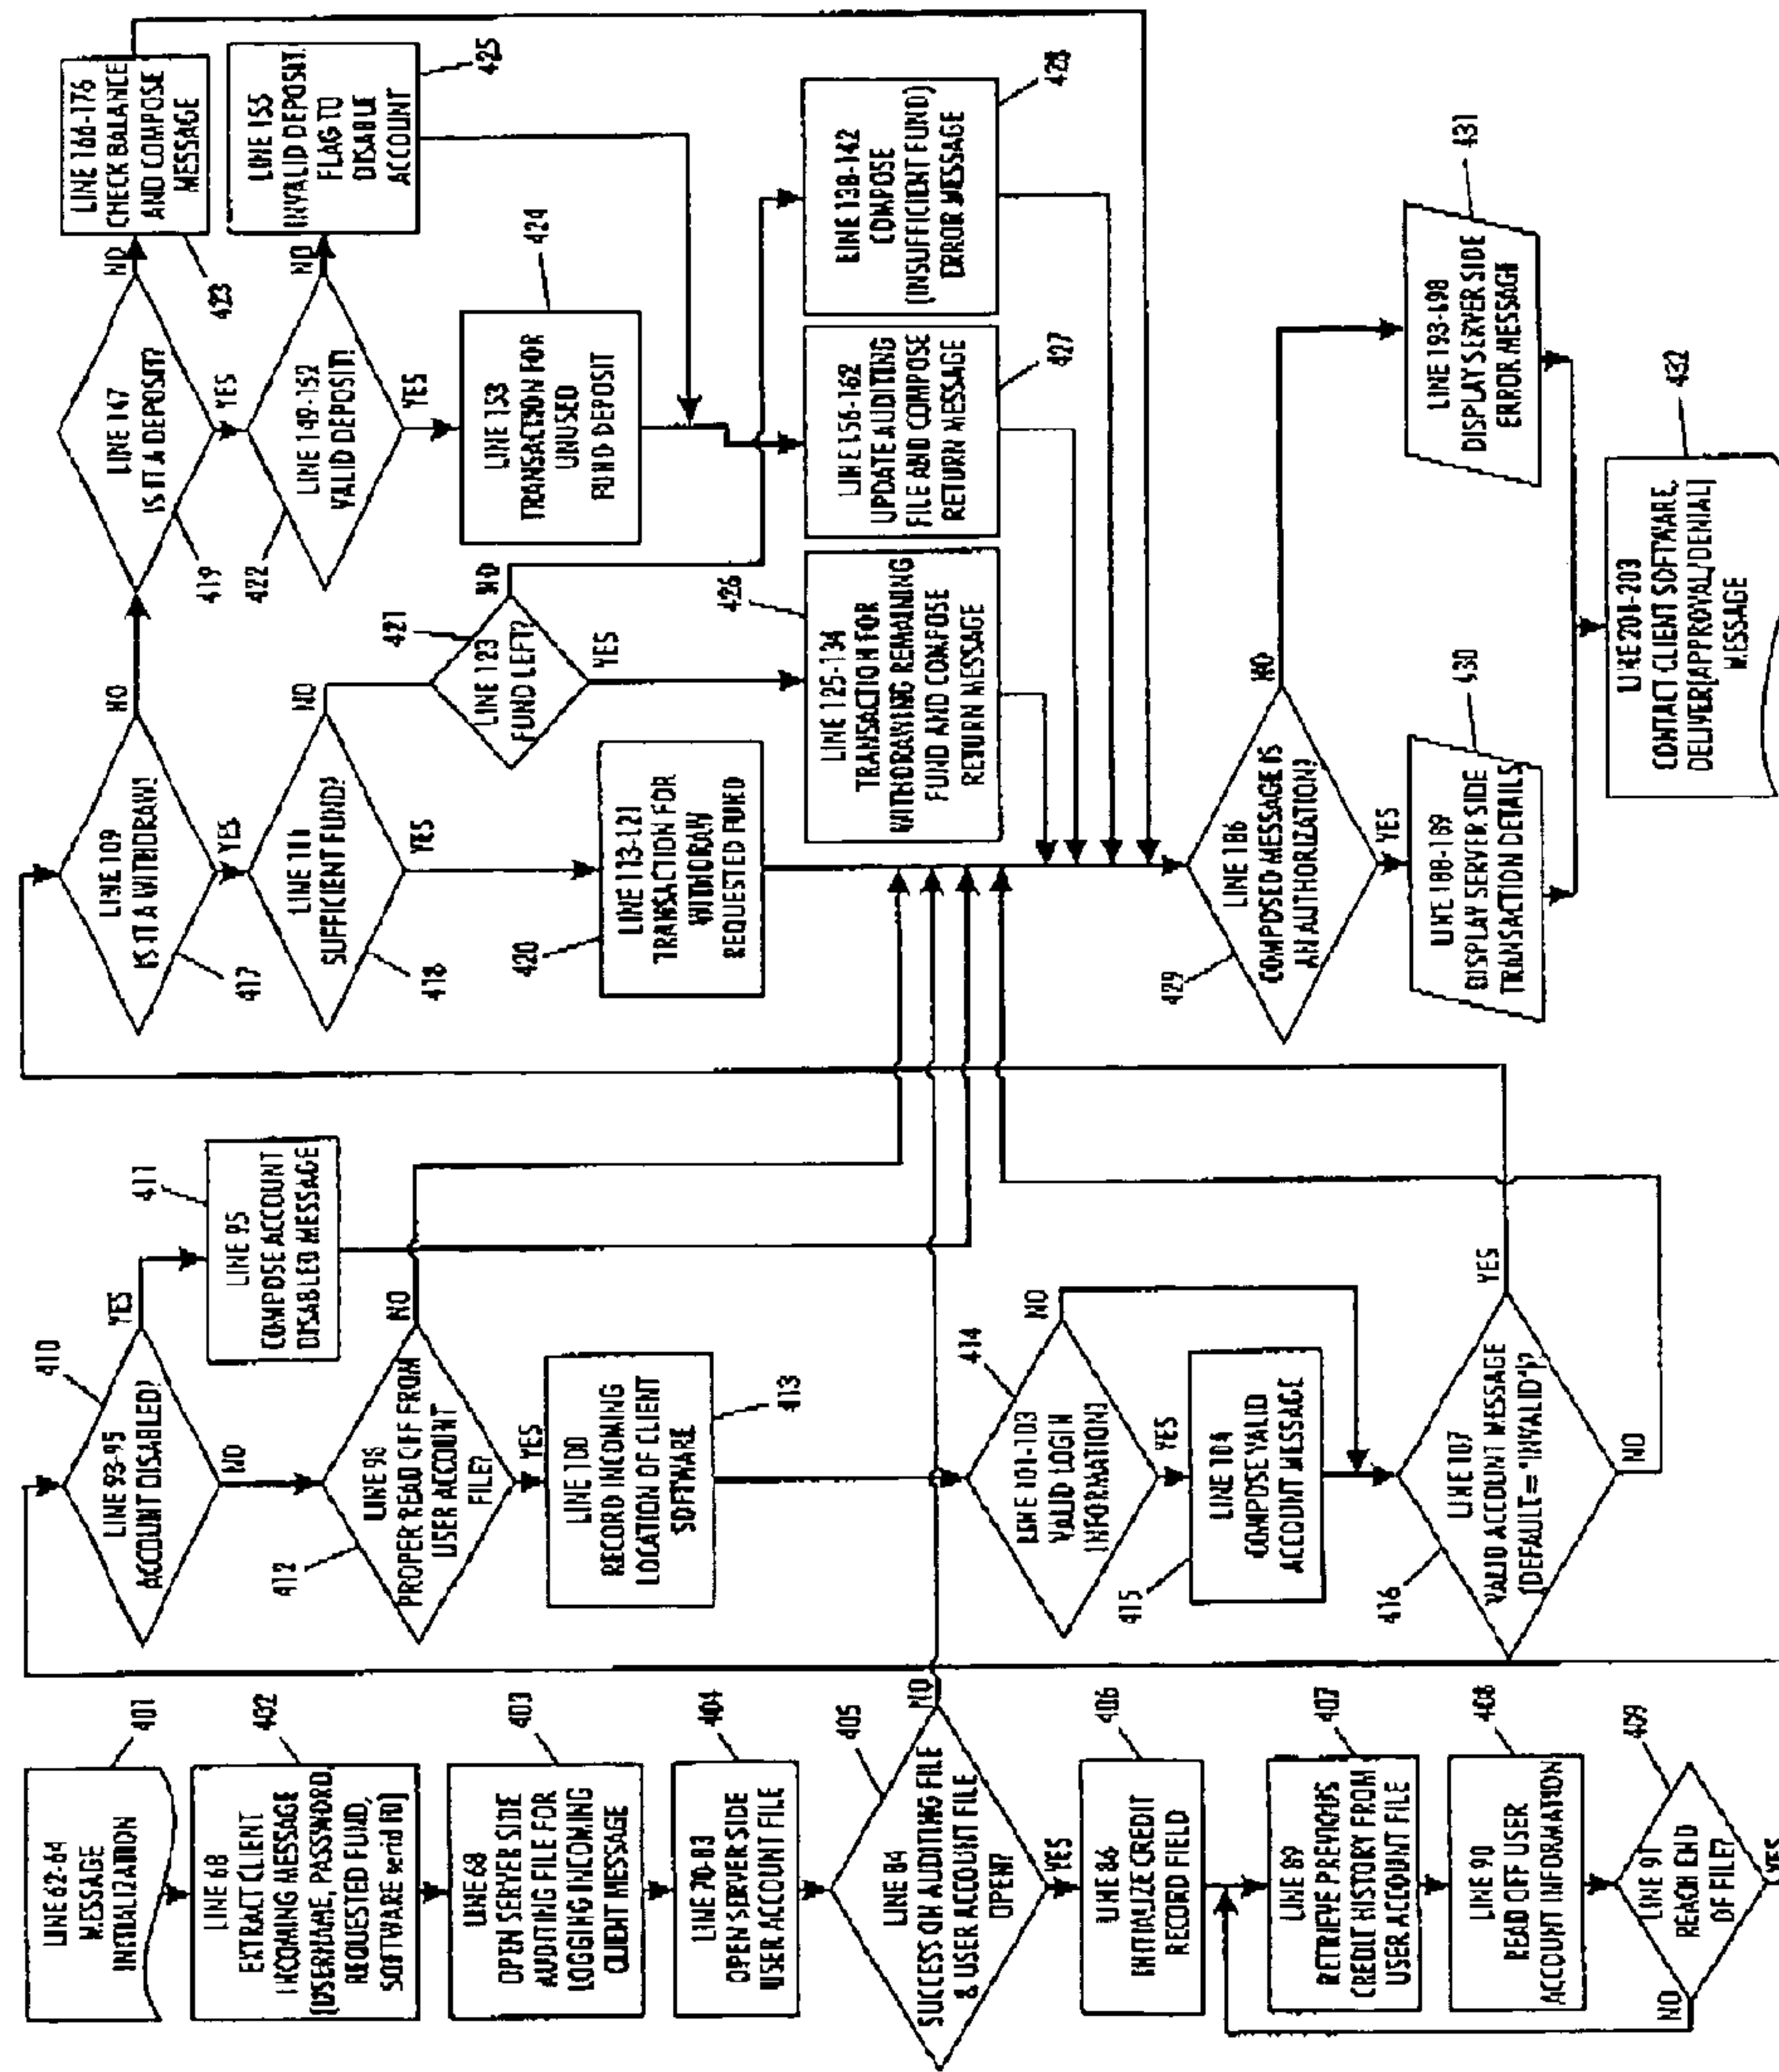 LINE 62-64
MESSAGE
INITIALIZATION
401
LINE 68
EXTRACT CLIENT
INCOMING MESSAGE
(USERNAME, PASSWORD,
REQUESTED FUND,
SOFTWARE serial ID)
402
LINE 68
OPEN SERVER SIDE
AUDITING FILE FOR
LOGGING INCOMING
CLIENT MESSAGE
403
LINE 70-83
OPEN SERVER SIDE
USER ACCOUNT FILE
404
LINE 84
SUCCESS ON AUDITING FILE
& USER ACCOUNT FILE
OPEN?
405
NO
YES
LINE 86
INITIALIZE CREDIT
RECORD FIELD
406
LINE 89
RETRIEVE PREVIOUS
CREDIT HISTORY FROM
USER ACCOUNT FILE
407
LINE 90
READ OFF USER
ACCOUNT INFORMATION
408
LINE 91
REACH END
OF FILE?
409
NO
YES
LINE 93-95
ACCOUNT DISABLED?
410
YES
NO
LINE 95
COMPOSE ACCOUNT
DISABLED MESSAGE
411
LINE 98
PROPER READ OFF FROM
USER ACCOUNT
FILE?
412
NO
YES
LINE 100
RECORD INCOMING
LOCATION OF CLIENT
SOFTWARE
413
LINE 101-103
VALID LOGIN
INFORMATION?
414
NO
YES
LINE 104
COMPOSE VALID
ACCOUNT MESSAGE
415
LINE 107
VALID ACCOUNT MESSAGE
(DEFAULT="INVALID")?
416
YES
NO
LINE 109
IS IT A WITHDRAW?
417
NO
YES
LINE 111
SUFFICIENT FUND?
418
NO
YES
LINE 113-121
TRANSACTION FOR
WITHDRAW
REQUESTED FUND
420
LINE 123
FUND LEFT?
421
NO
YES
LINE 125-134
TRANSACTION FOR
WITHDRAWING REMAINING
FUND AND COMPOSE
RETURN MESSAGE
426
LINE 147
IS IT A DEPOSIT?
419
NO
YES
LINE 166-176
CHECK BALANCE
AND COMPOSE
MESSAGE
423
LINE 149-152
VALID DEPOSIT?
422
NO
YES
LINE 155
INVALID DEPOSIT.
FLAG TO
DISABLE
ACCOUNT
425
LINE 153
TRANSACTION FOR
UNUSED
FUND DEPOSIT
424
LINE 156-162
UPDATE AUDITING
FILE AND COMPOSE
RETURN MESSAGE
427
LINE 138-142
COMPOSE
(INSUFFICIENT FUND)
ERROR MESSAGE
428
LINE 186
COMPOSED MESSAGE IS
AN AUTHORIZATION?
429
NO
YES
LINE 188-189
DISPLAY SERVER SIDE
TRANSACTION DETAILS
430
LINE 193-198
DISPLAY SERVER SIDE
ERROR MESSAGE
431
LINE 201-203
CONTACT CLIENT SOFTWARE,
DELIVER(APPROVAL/DENIAL)
MESSAGE
432